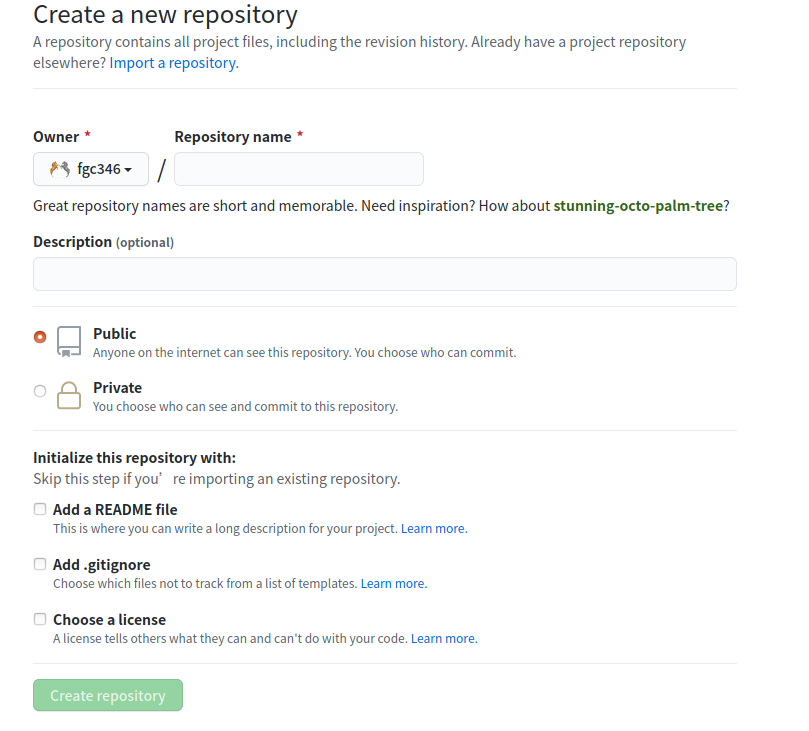 Create a new repository
A repository contains all project files, including the revision history. Already have a project repository
elsewhere? Import a repository.
Owner * Repository name *
fgc346 /
Great repository names are short and memorable. Need inspiration? How about stunning-octo-palm-tree?
Description (optional)
Public
Anyone on the internet can see this repository. You choose who can commit.
Private
You choose who can see and commit to this repository.
Initialize this repository with:
Skip this step if you’re importing an existing repository.
Add a README file
This is where you can write a long description for your project. Learn more.
Add .gitignore
Choose which files not to track from a list of templates. Learn more.
Choose a license
A license tells others what they can and can't do with your code. Learn more.
Create repository